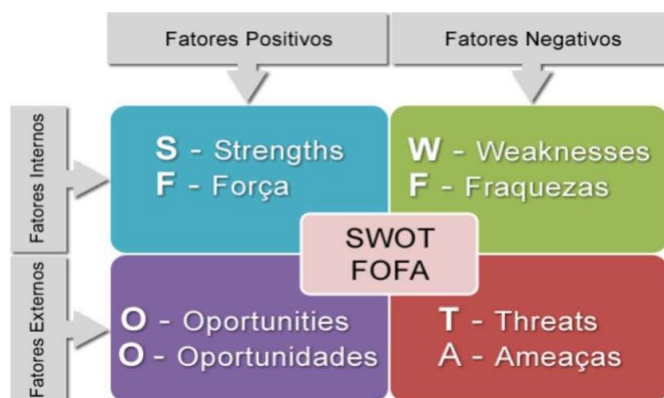 Fatores Positivos
Fatores Negativos
Fatores Internos
S - Strengths
F - Força
W - Weaknesses
F - Fraquezas
SWOT
FOFA
Fatores Externos
O - Oportunities
O - Oportunidades
T - Threats
A - Ameaças